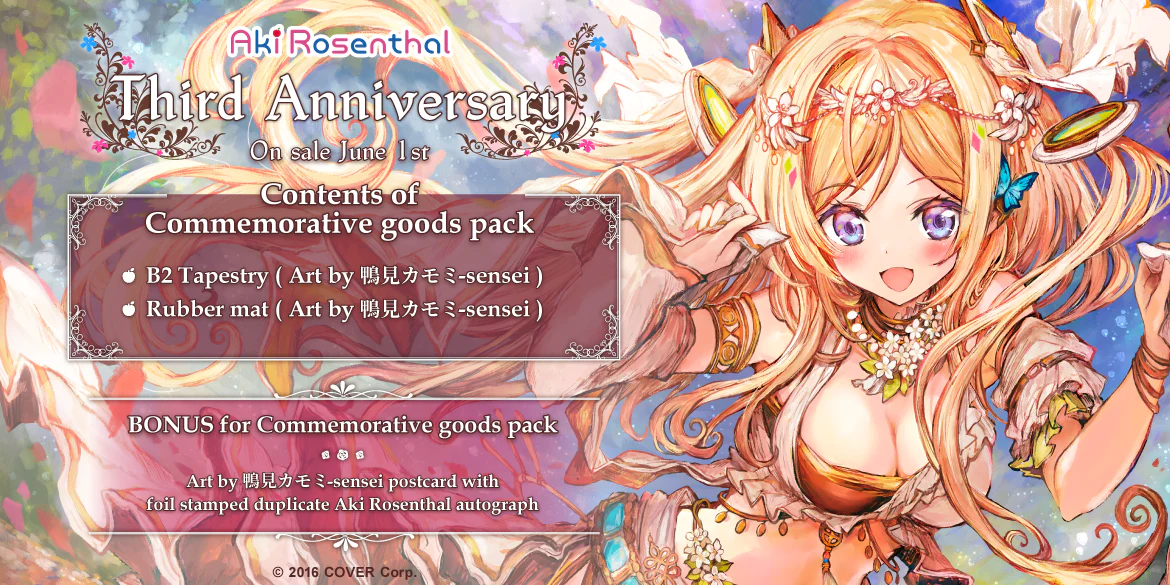 Aki Rosenthal
Third Anniversary
On sale June 1st
Contents of
Commemorative goods pack
B2 Tapestry ( Art by 鴨見カモミ-sensei )
Rubber mat ( Art by 鴨見カモミ-sensei )
BONUS for Commemorative goods pack
Art by 鴨見カモミ-sensei postcard with
foil stamped duplicate Aki Rosenthal autograph
© 2016 COVER Corp.